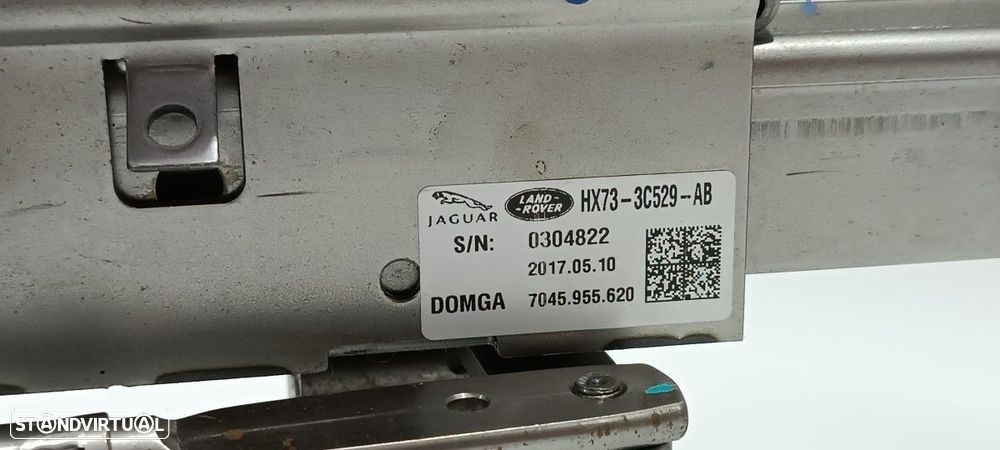 JAGUAR LAND-ROVER HX73-3C529-AB
S/N: 0304822
2017.05.10
DOMGA 7045.955.620
STANDVIRTUAL